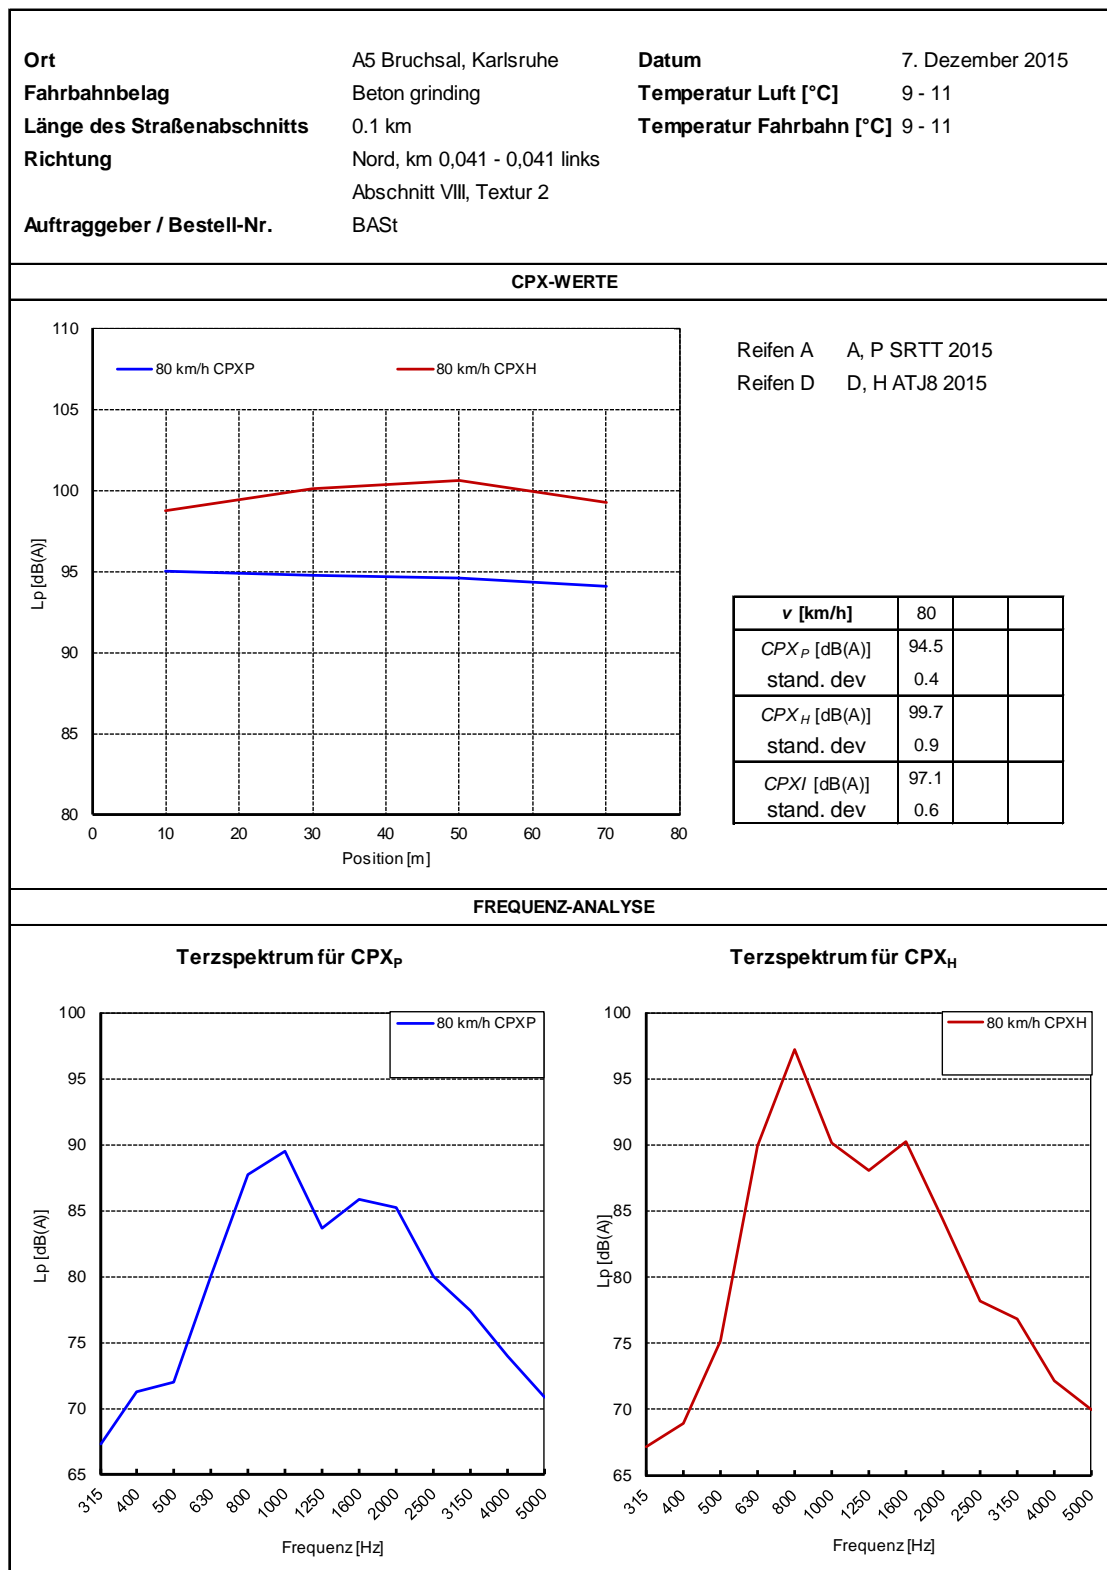 Ort A5 Bruchsal, Karlsruhe Datum 7. Dezember 2015
Fahrbahnbelag Beton grinding Temperatur Luft [°C] 9 - 11
Länge des Straßenabschnitts 0.1 km Temperatur Fahrbahn [°C] 9 - 11
Richtung Nord, km 0,041 - 0,041 links
Abschnitt VIII, Textur 2
Auftraggeber / Bestell-Nr. BASt
CPX-WERTE
110
105
100
95
90
85
80
Lp [dB(A)]
80 km/h CPXP 80 km/h CPXH
0 10 20 30 40 50 60 70 80
Position [m]
Reifen A A, P SRTT 2015
Reifen D D, H ATJ8 2015
v [km/h] 80
CPX P [dB(A)] 94.5
stand. dev 0.4
CPX H [dB(A)] 99.7
stand. dev 0.9
CPXI [dB(A)] 97.1
stand. dev 0.6
FREQUENZ-ANALYSE
Terzspektrum für CPXP
100
95
90
85
80
75
70
65
Lp [dB(A)]
80 km/h CPXP
315 400 500 630 800 1000 1250 1600 2000 2500 3150 4000 5000
Frequenz [Hz]
Terzspektrum für CPXH
100
95
90
85
80
75
70
65
Lp [dB(A)]
80 km/h CPXH
315 400 500 630 800 1000 1250 1600 2000 2500 3150 4000 5000
Frequenz [Hz]